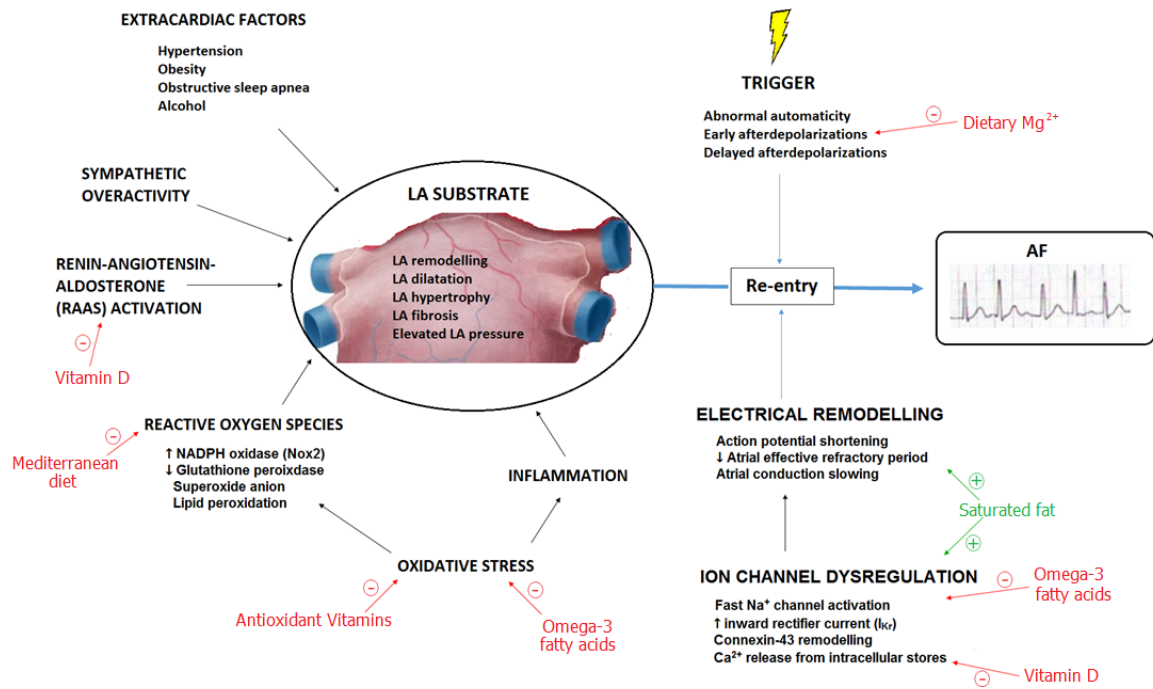 EXTRACARDIAC FACTORS
Hypertension
Obesity
Obstructive sleep apnea
Alcohol
SYMPATHETIC
OVERACTIVITY
RENIN-ANGIOTENSIN-
ALDOSTERONE
(RAAS) ACTIVATION
-
Vitamin D
LA SUBSTRATE
LA remodelling
LA dilatation
LA hypertrophy
LA fibrosis
Elevated LA pressure
TRIGGER
Abnormal automaticity
Early afterdepolarizations
Delayed afterdepolarizations
-
Dietary Mg²⁺
Re-entry
AF
-
Mediterranean
diet
REACTIVE OXYGEN SPECIES
↑ NADPH oxidase (Nox2)
↓ Glutathione peroixdase
Superoxide anion
Lipid peroxidation
INFLAMMATION
OXIDATIVE STRESS
-
Antioxidant Vitamins
-
Omega-3
fatty acids
ELECTRICAL REMODELLING
Action potential shortening
↓ Atrial effective refractory period
Atrial conduction slowing
+
Saturated fat
+
ION CHANNEL DYSREGULATION
Fast Na⁺ channel activation
↑ inward rectifier current (IKr)
Connexin-43 remodelling
Ca²⁺ release from intracellular stores
-
Omega-3
fatty acids
-
Vitamin D